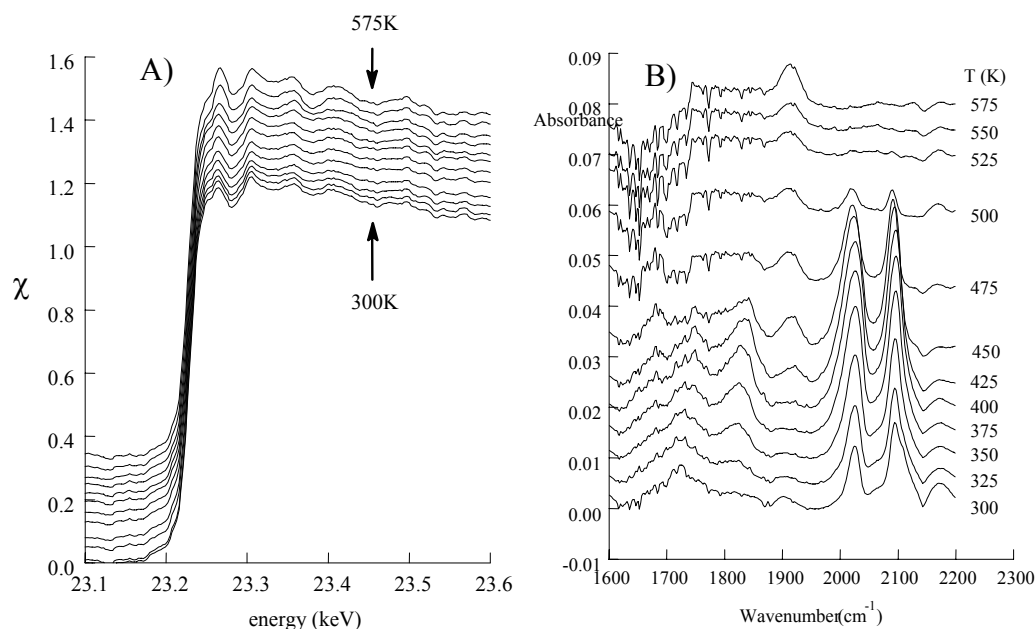 575K
A)
300K
1.6
1.4
1.2
1.0
0.8
0.6
0.4
0.2
0.0
χ
23.1 23.2 23.3 23.4 23.5 23.6
energy (keV)
B)
T (K)
0.09
0.08
Absorbance
0.07
0.06
0.05
0.04
0.03
0.02
0.01
0.00
-0.01
575
550
525
500
475
450
425
400
375
350
325
300
1600 1700 1800 1900 2000 2100 2200 2300
Wavenumber(cm-1)